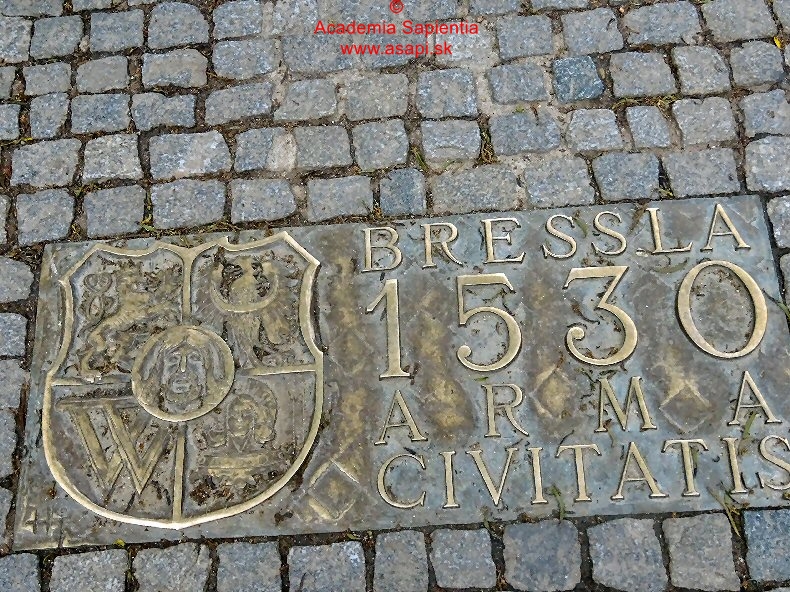 ©
Academia Sapientia
www.asapi.sk
BRESSLA
1530
ARMA
CIVITATIS
W